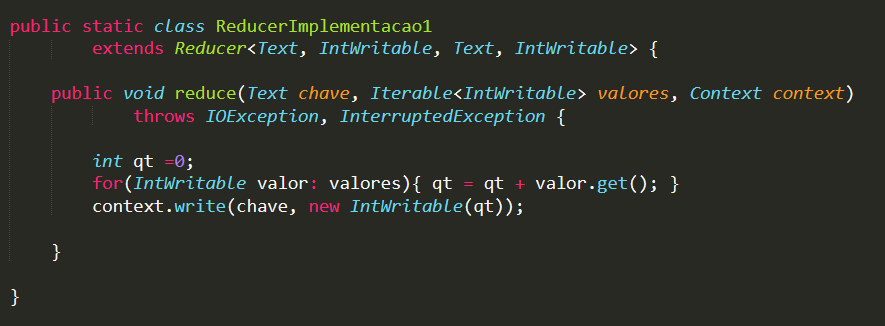 public static class ReducerImplementacao1
extends Reducer<Text, IntWritable, Text, IntWritable> {
public void reduce(Text chave, Iterable<IntWritable> valores, Context context)
throws IOException, InterruptedException {
int qt =0;
for(IntWritable valor: valores){ qt = qt + valor.get(); }
context.write(chave, new IntWritable(qt));
}
}